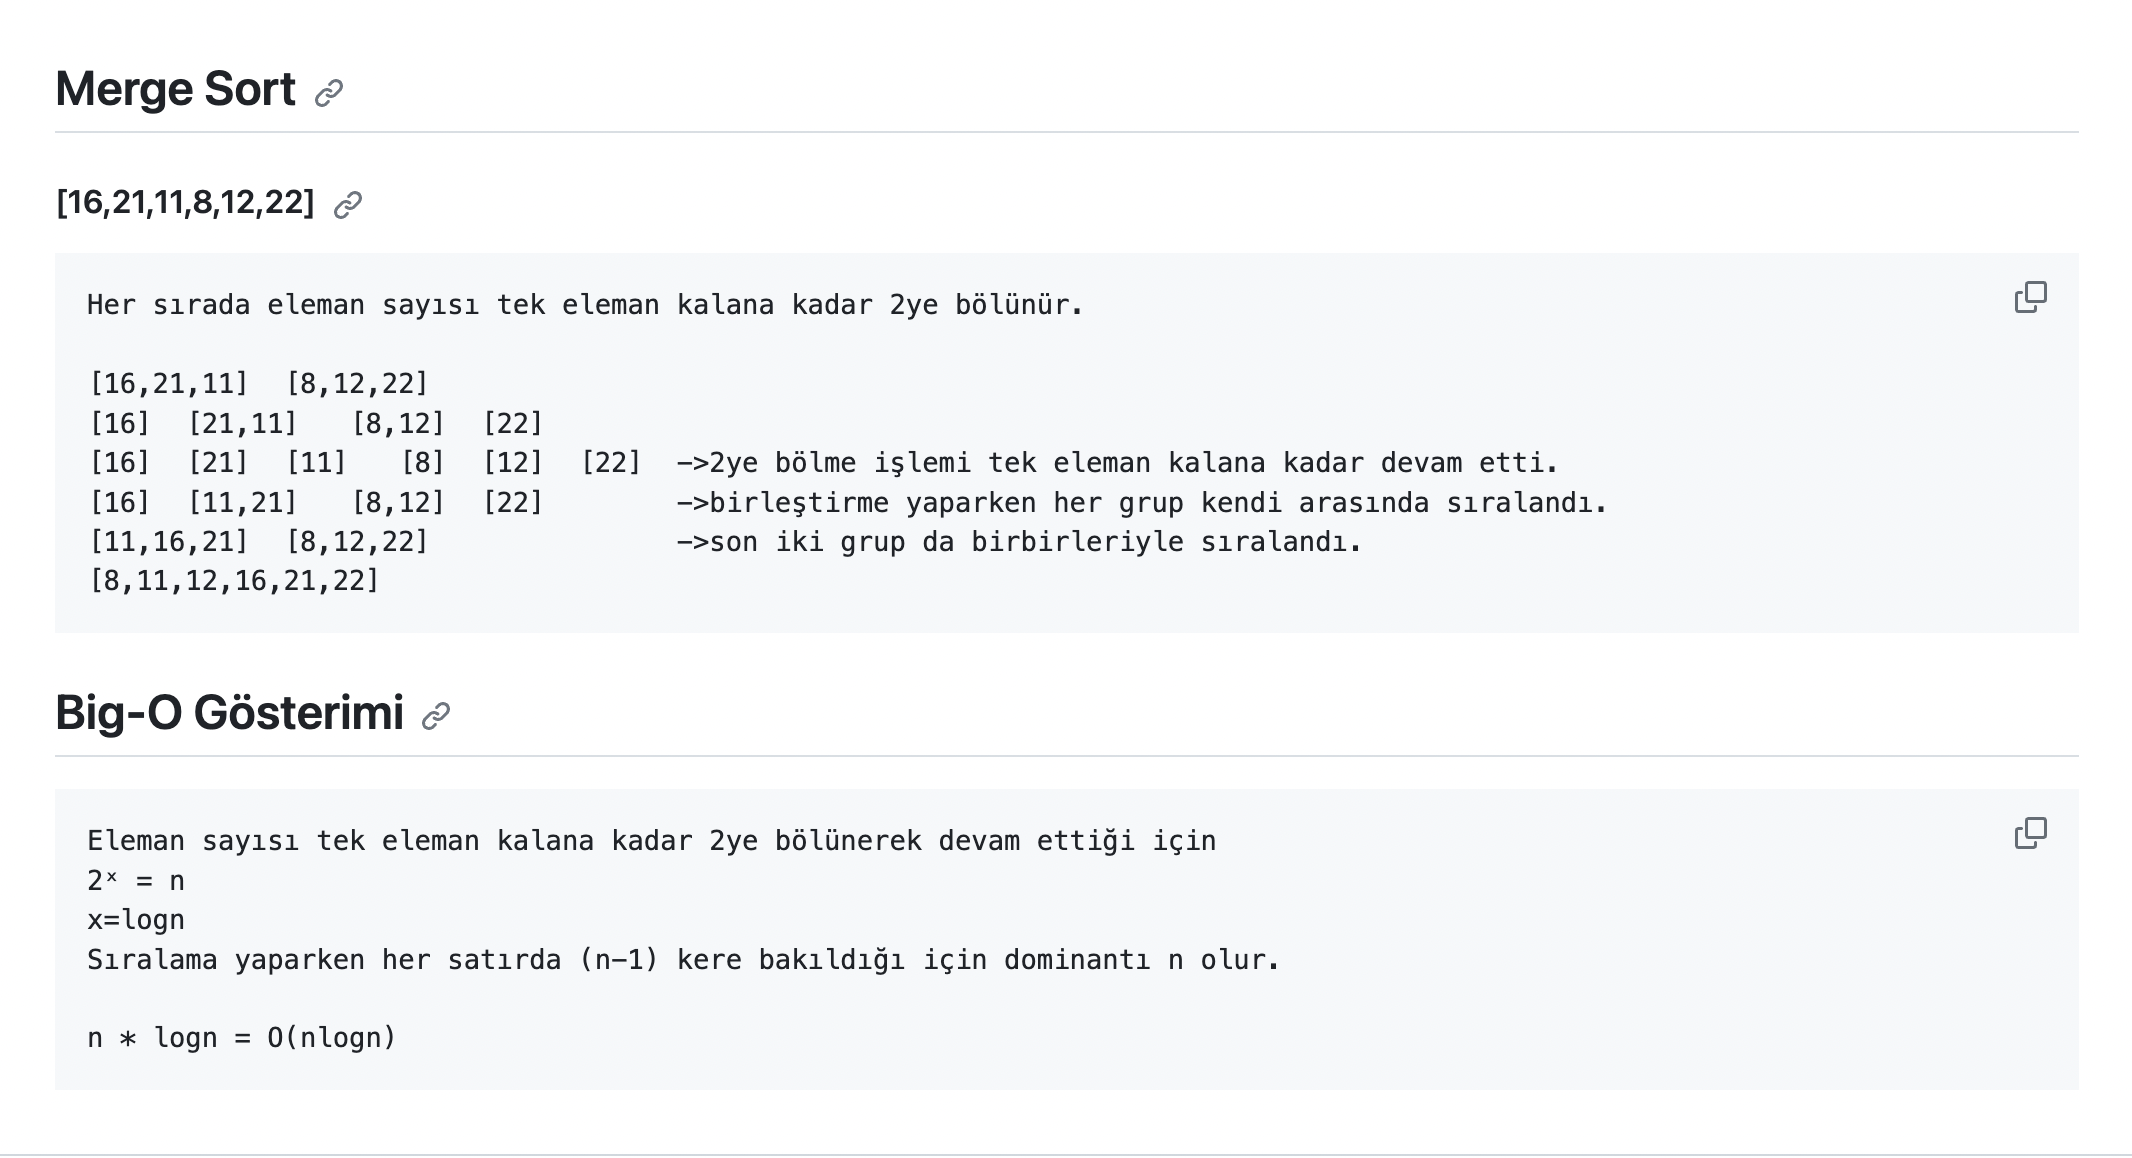 Merge Sort
[16,21,11,8,12,22]
Her sırada eleman sayısı tek eleman kalana kadar 2ye bölünür.
[16,21,11]  [8,12,22]
[16]  [21,11]   [8,12]  [22]
[16]  [21]  [11]   [8]  [12]  [22]  ->2ye bölme işlemi tek eleman kalana kadar devam etti.
[16]  [11,21]   [8,12]  [22]        ->birleştirme yaparken her grup kendi arasında sıralandı.
[11,16,21]  [8,12,22]               ->son iki grup da birbirleriyle sıralandı.
[8,11,12,16,21,22]
Big-O Gösterimi
Eleman sayısı tek eleman kalana kadar 2ye bölünerek devam ettiği için
2ˣ = n
x=logn
Sıralama yaparken her satırda (n-1) kere bakıldığı için dominantı n olur.
n * logn = O(nlogn)